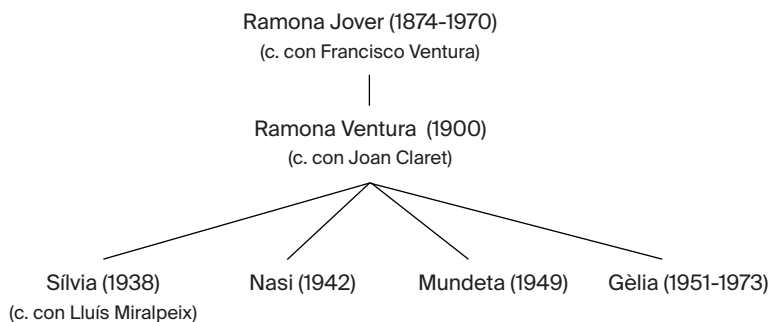 Ramona Jover (1874-1970)
(c. con Francisco Ventura)
Ramona Ventura (1900)
(c. con Joan Claret)
Sílvia (1938) Nasi (1942) Mundeta (1949) Gèlia (1951-1973)
(c. con Lluís Miralpeix)